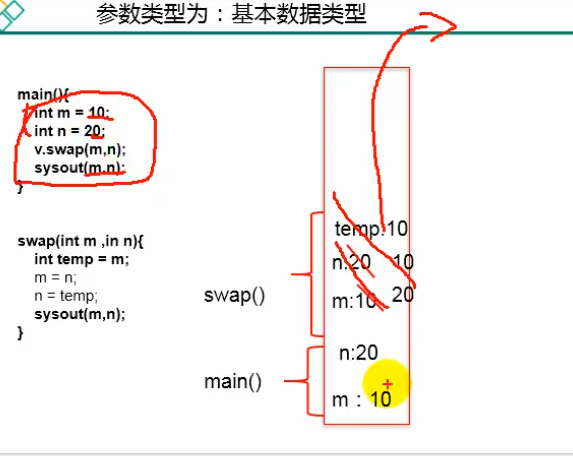 参数类型为：基本数据类型
main(){
int m = 10;
int n = 20;
v.swap(m,n);
sysout(m,n);
}
swap(int m ,in n){
int temp = m;
m = n;
n = temp;
sysout(m,n);
}
temp:10
n:20 10
m:10 20
swap()
n:20
main()
m：10